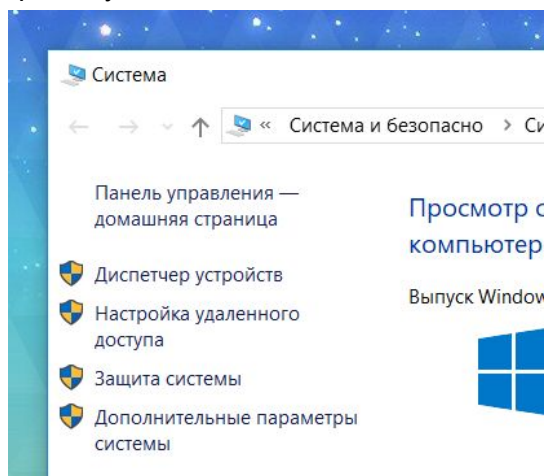 Система
« Система и безопасно > Си
Панель управления —
домашняя страница
Просмотр о
компьютер
Диспетчер устройств
Выпуск Window
Настройка удаленного
доступа
Защита системы
Дополнительные параметры
системы